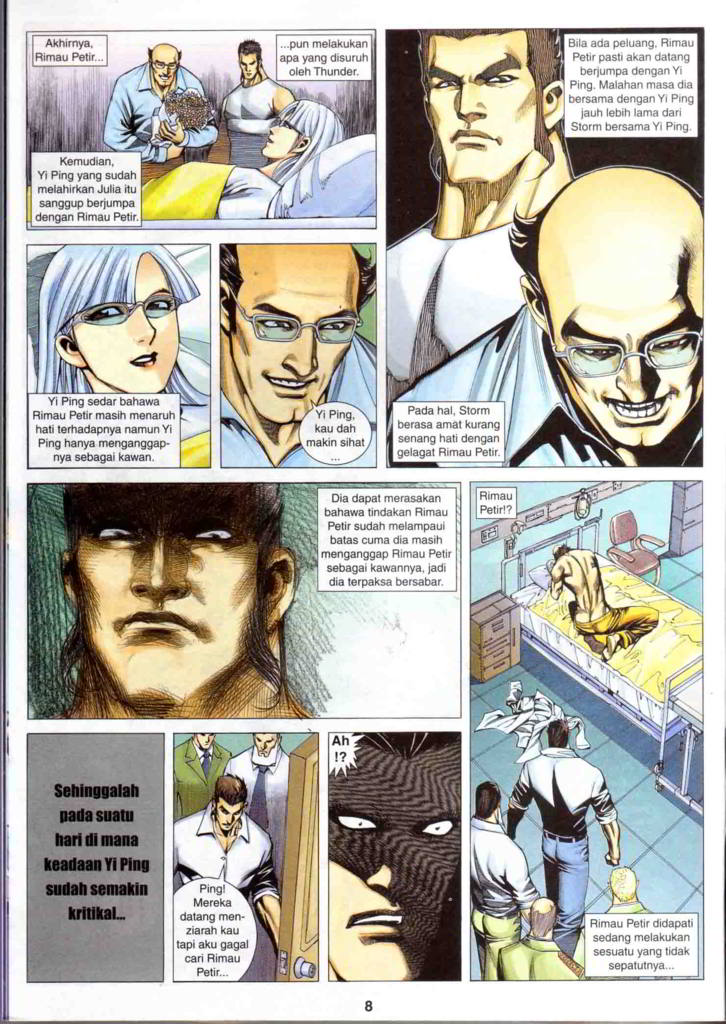 Akhirnya,
Rimau Petir...
...pun melakukan
apa yang disuruh
oleh Thunder.
Kemudian,
Yi Ping yang sudah
melahirkan Julia itu
sanggup berjumpa
dengan Rimau Petir.
Bila ada peluang, Rimau
Petir pasti akan datang
berjumpa dengan Yi
Ping. Malahan masa dia
bersama dengan Yi Ping
jauh lebih lama dari
Storm bersama Yi Ping.
Yi Ping sedar bahawa
Rimau Petir masih menaruh
hati terhadapnya namun Yi
Ping hanya menganggap-
nya sebagai kawan.
Yi Ping,
kau dah
makin sihat
...
Pada hal, Storm
berasa amat kurang
senang hati dengan
gelagat Rimau Petir.
Dia dapat merasakan
bahawa tindakan Rimau
Petir sudah melampaui
batas cuma dia masih
menganggap Rimau Petir
sebagai kawannya, jadi
dia terpaksa bersabar.
Rimau
Petir!?
Sehinggalah
pada suatu
hari di mana
keadaan Yi Ping
sudah semakin
kritikal...
Ping!
Mereka
datang men-
ziarah kau
tapi aku gagal
cari Rimau
Petir...
Ah
!?
Rimau Petir didapati
sedang melakukan
sesuatu yang tidak
sepatutnya...
8